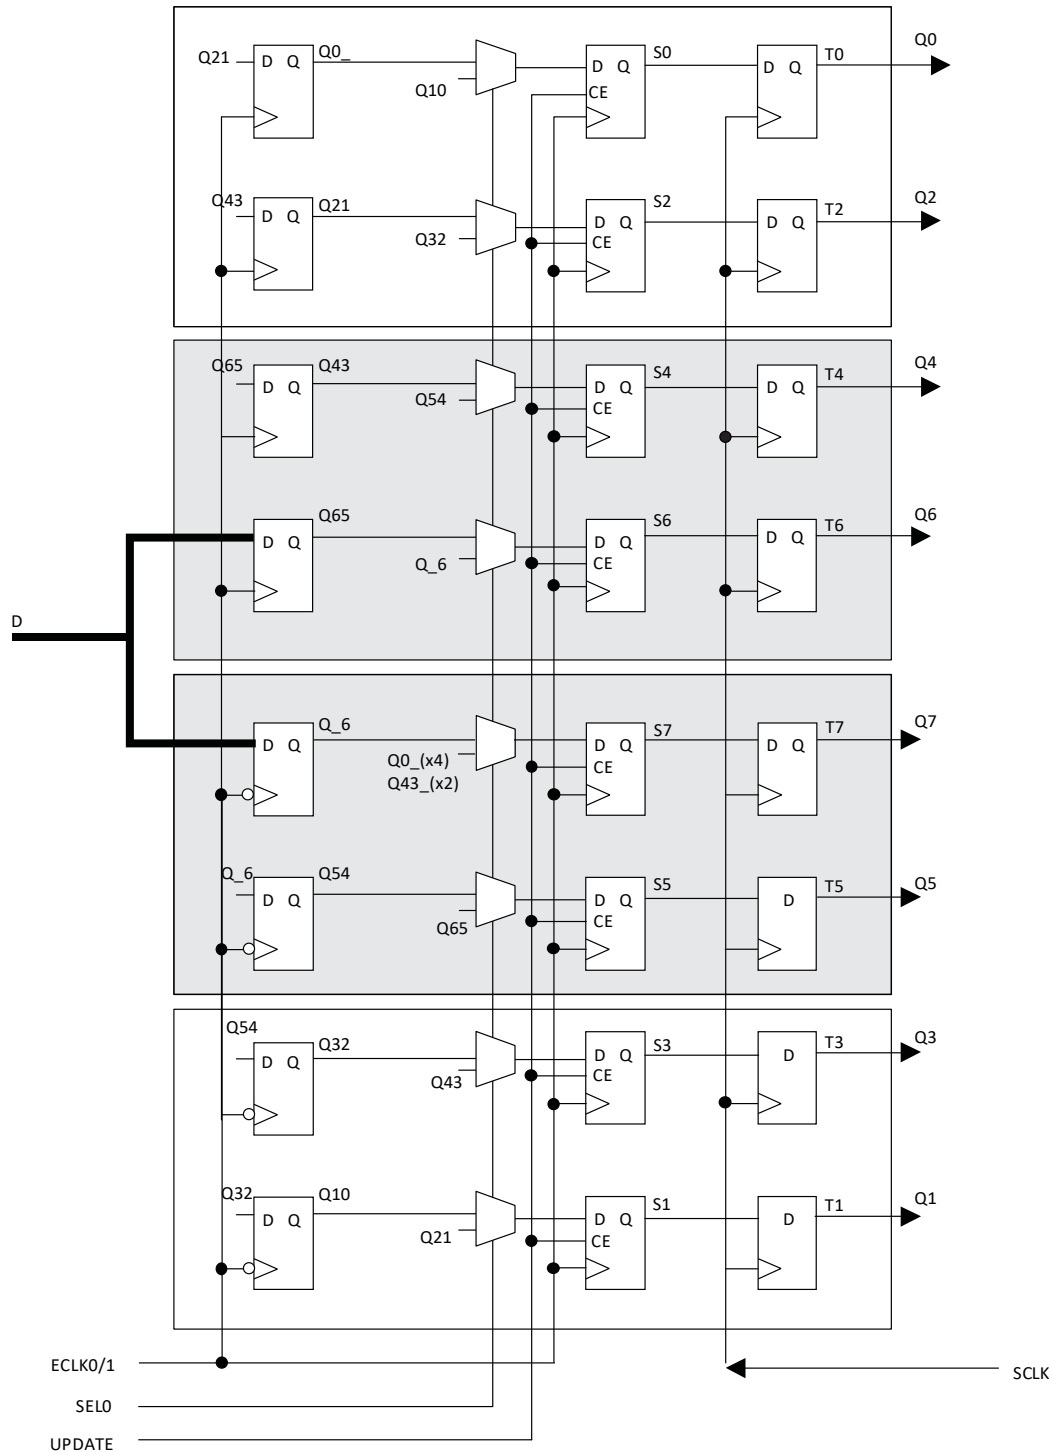 Q21 D Q Q0_ Q10 D Q CE S0 D Q T0 Q0
Q43 D Q Q21 Q32 D Q CE S2 D Q T2 Q2
Q65 D Q Q43 Q54 D Q CE S4 D Q T4 Q4
D Q Q65 Q_6 D Q CE S6 D Q T6 Q6
D
D Q Q_6 Q0_(x4) D Q CE S7 D Q T7 Q7
Q43_(x2)
Q_6 D Q Q54 Q65 D Q CE S5 D T5 Q5
Q54 D Q Q32 Q43 D Q CE S3 D T3 Q3
Q32 D Q Q10 Q21 D Q CE S1 D T1 Q1
ECLK0/1
SCLK
SEL0
UPDATE